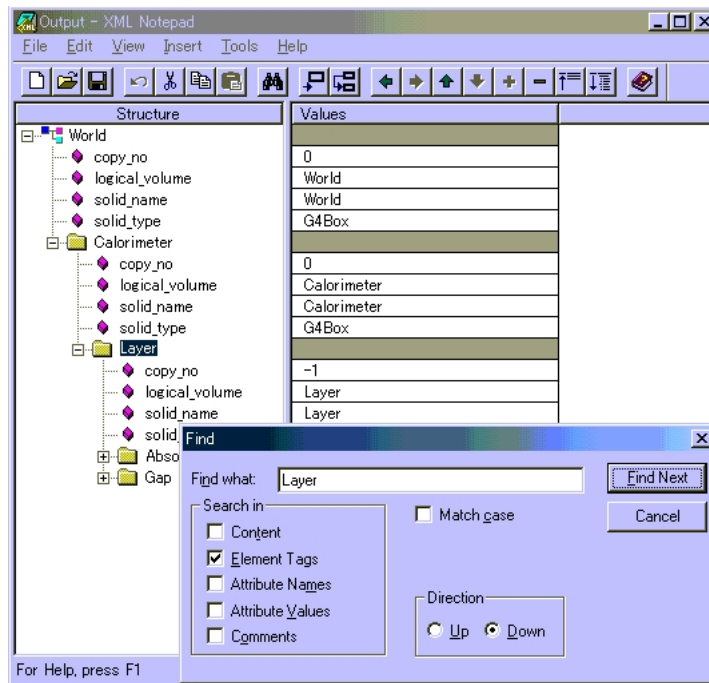 Output - XML Notepad
File Edit View Insert Tools Help
Structure Values
World
copy_no 0
logical_volume World
solid_name World
solid_type G4Box
Calorimeter
copy_no 0
logical_volume Calorimeter
solid_name Calorimeter
solid_type G4Box
Layer
copy_no -1
logical_volume Layer
solid_name Layer
solid_
Abso
Gap
Find
Find what: Layer Find Next
Search in Match case Cancel
Content
Element Tags
Attribute Names
Attribute Values
Comments
Direction
Up Down
For Help, press F1